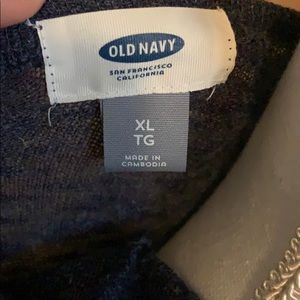 OLD NAVY
SAN FRANCISCO
CALIFORNIA
XL
TG
MADE IN
CAMBODIA